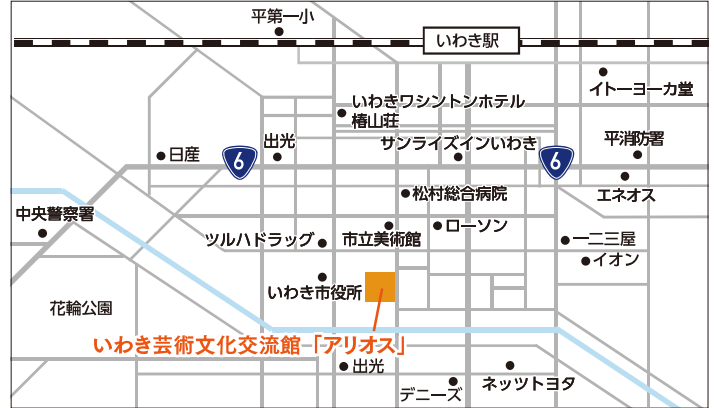 平第一小
いわき駅
イトーヨーカ堂
いわきワシントンホテル
椿山荘
日産
出光
6
サンライズインいわき
6
平消防署
エネオス
松村総合病院
中央警察署
ツルハドラッグ
市立美術館
ローソン
一二三屋
イオン
いわき市役所
花輪公園
いわき芸術文化交流館「アリオス」
出光
デニーズ
ネッツトヨタ